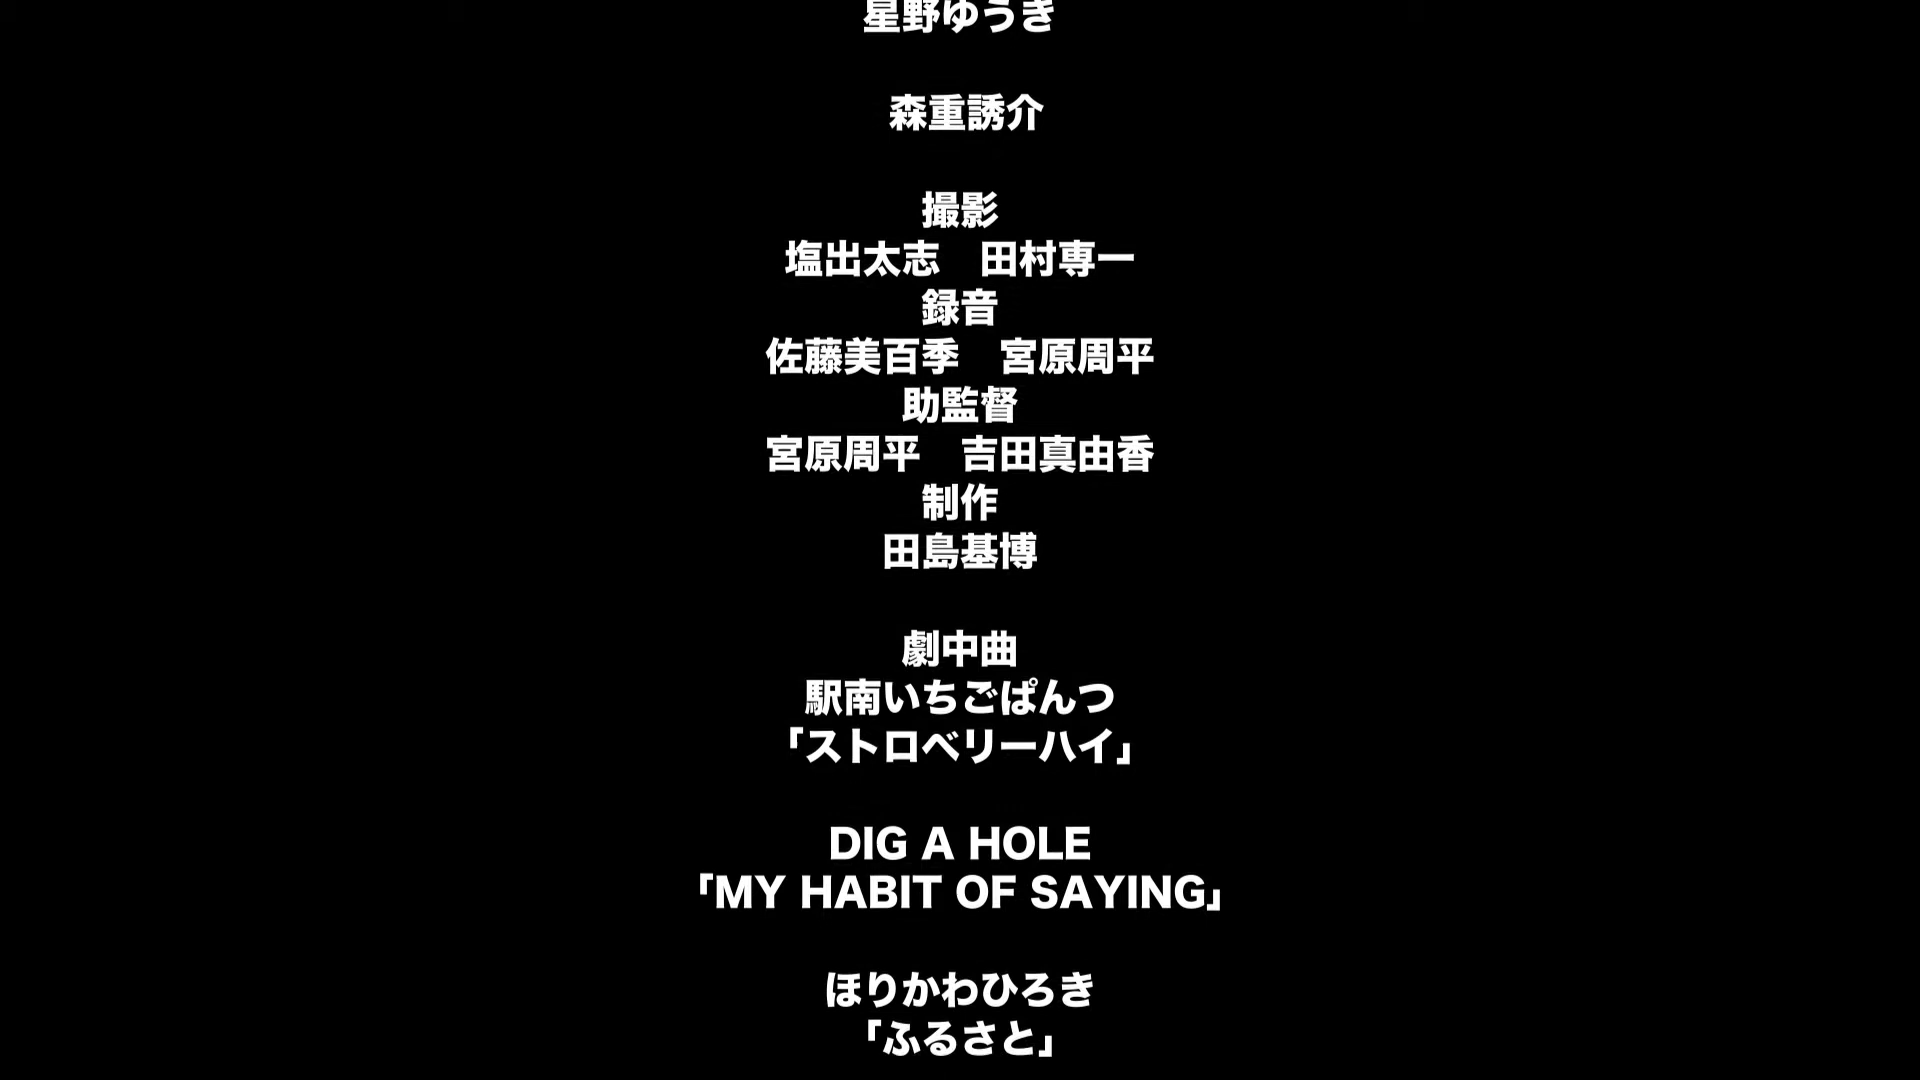 星野ゆうき
森重誘介
撮影
塩出太志　田村専一
録音
佐藤美百季　宮原周平
助監督
宮原周平　吉田真由香
制作
田島基博
劇中曲
駅南いちごぱんつ
「ストロベリーハイ」
DIG A HOLE
「MY HABIT OF SAYING」
ほりかわひろき
「ふるさと」